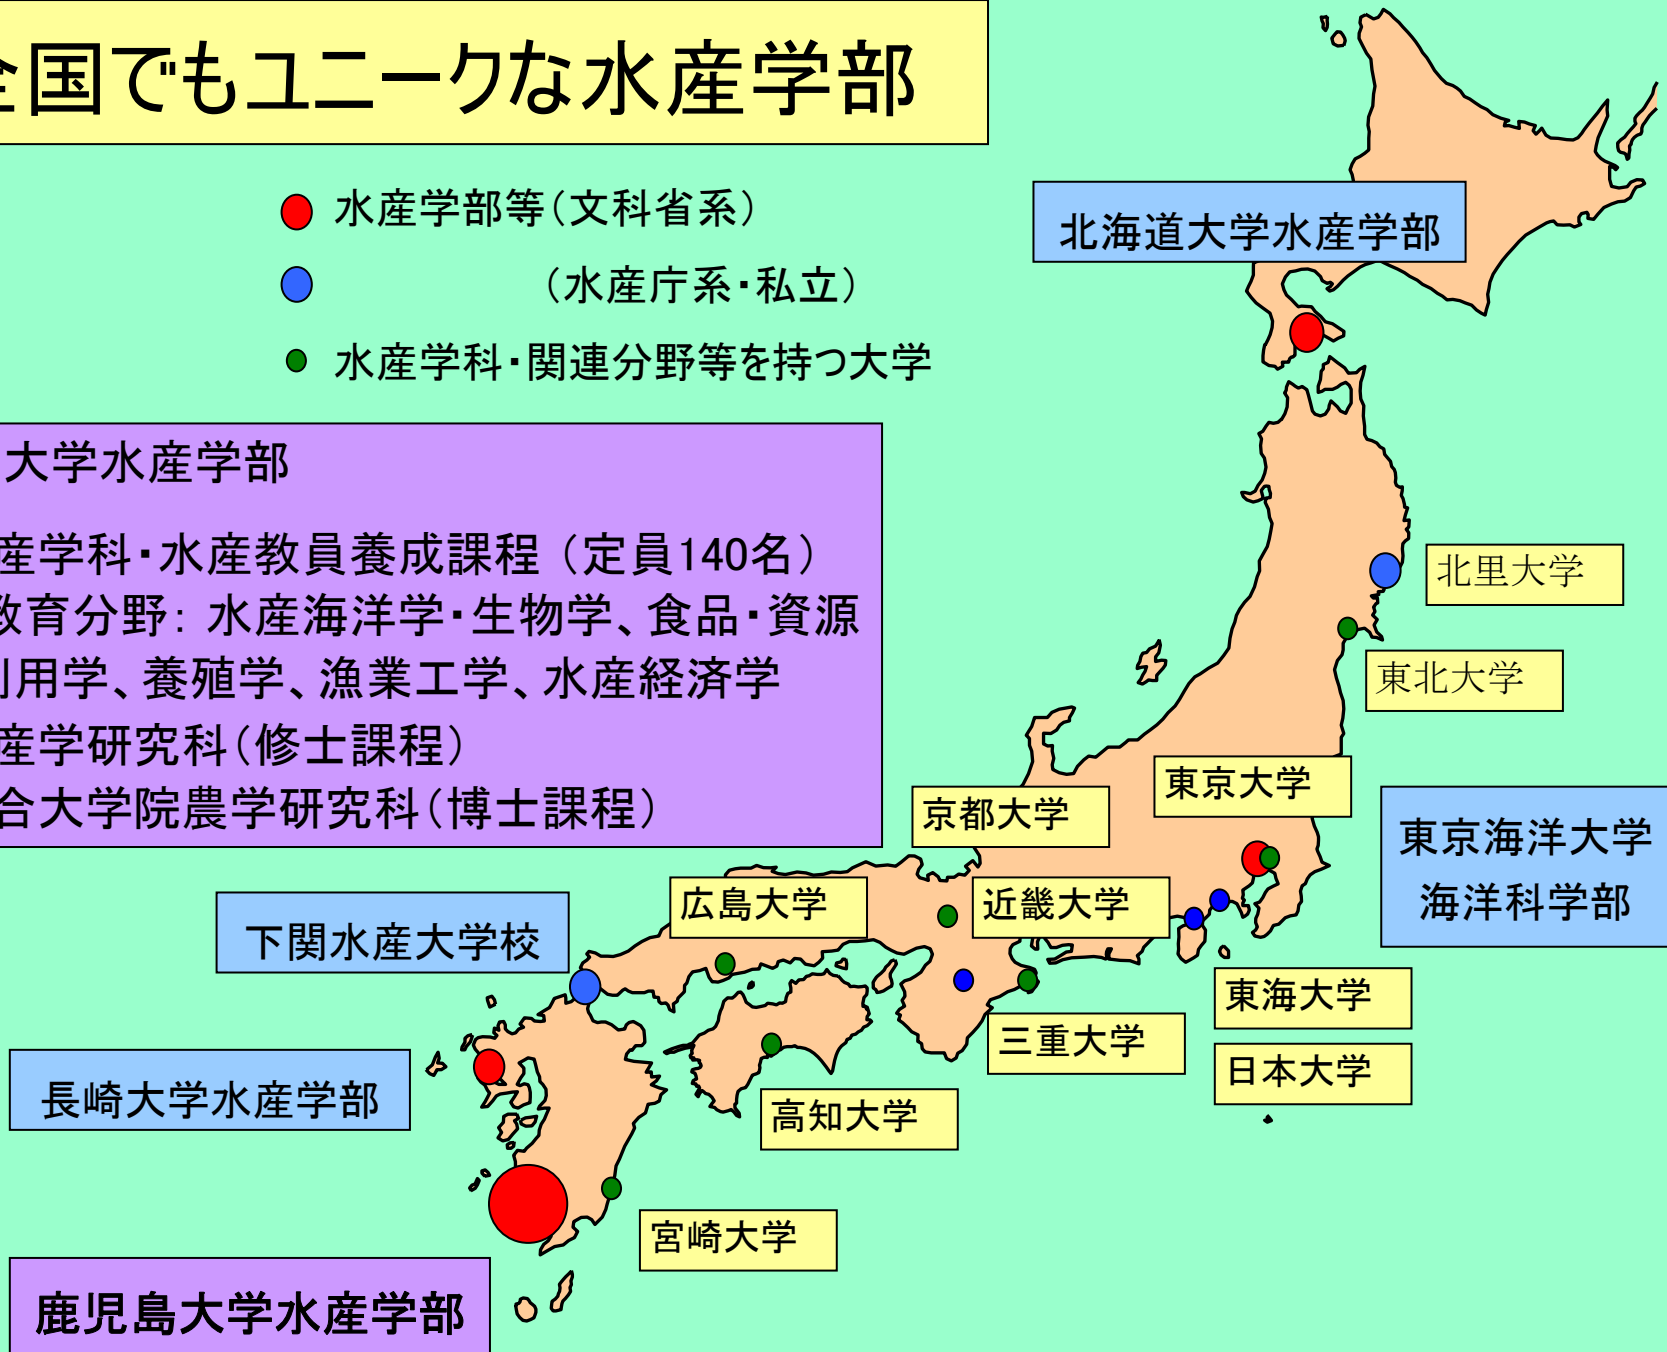 全国でもユニークな水産学部
水産学部等(文科省系)
(水産庁系・私立)
水産学科・関連分野等を持つ大学
北海道大学水産学部
大学水産学部
産学科・水産教員養成課程(定員140名)
教育分野: 水産海洋学・生物学、食品・資源
利用学、養殖学、漁業工学、水産経済学
産学研究科(修士課程)
合大学院農学研究科(博士課程)
北里大学
東北大学
東京大学
京都大学
東京海洋大学
海洋科学部
広島大学
近畿大学
下関水産大学校
東海大学
三重大学
日本大学
長崎大学水産学部
高知大学
宮崎大学
鹿児島大学水産学部